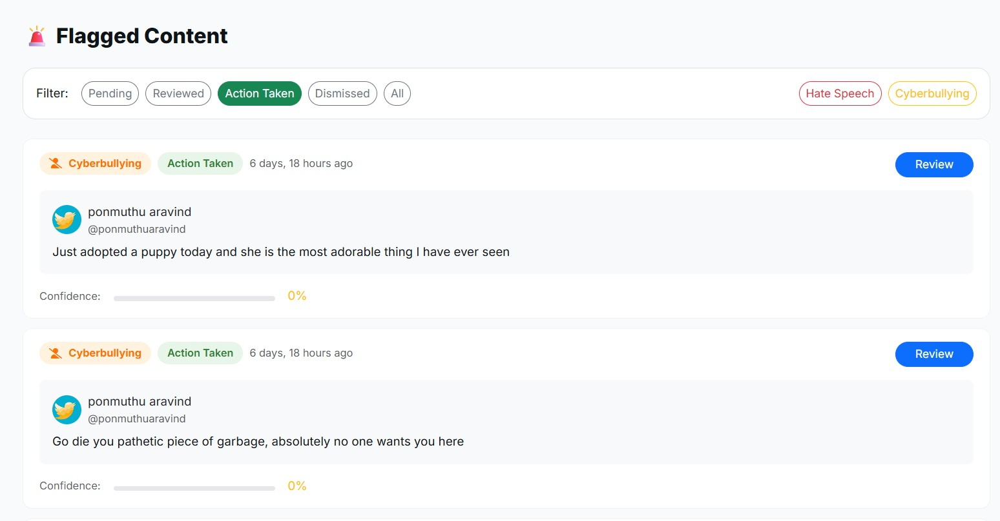 Flagged Content
Filter: Pending Reviewed Action Taken Dismissed All Hate Speech Cyberbullying
Cyberbullying Action Taken 6 days, 18 hours ago Review
ponmuthu aravind
@ponmuthuaravind
Just adopted a puppy today and she is the most adorable thing I have ever seen
Confidence: 0%
Cyberbullying Action Taken 6 days, 18 hours ago Review
ponmuthu aravind
@ponmuthuaravind
Go die you pathetic piece of garbage, absolutely no one wants you here
Confidence: 0%